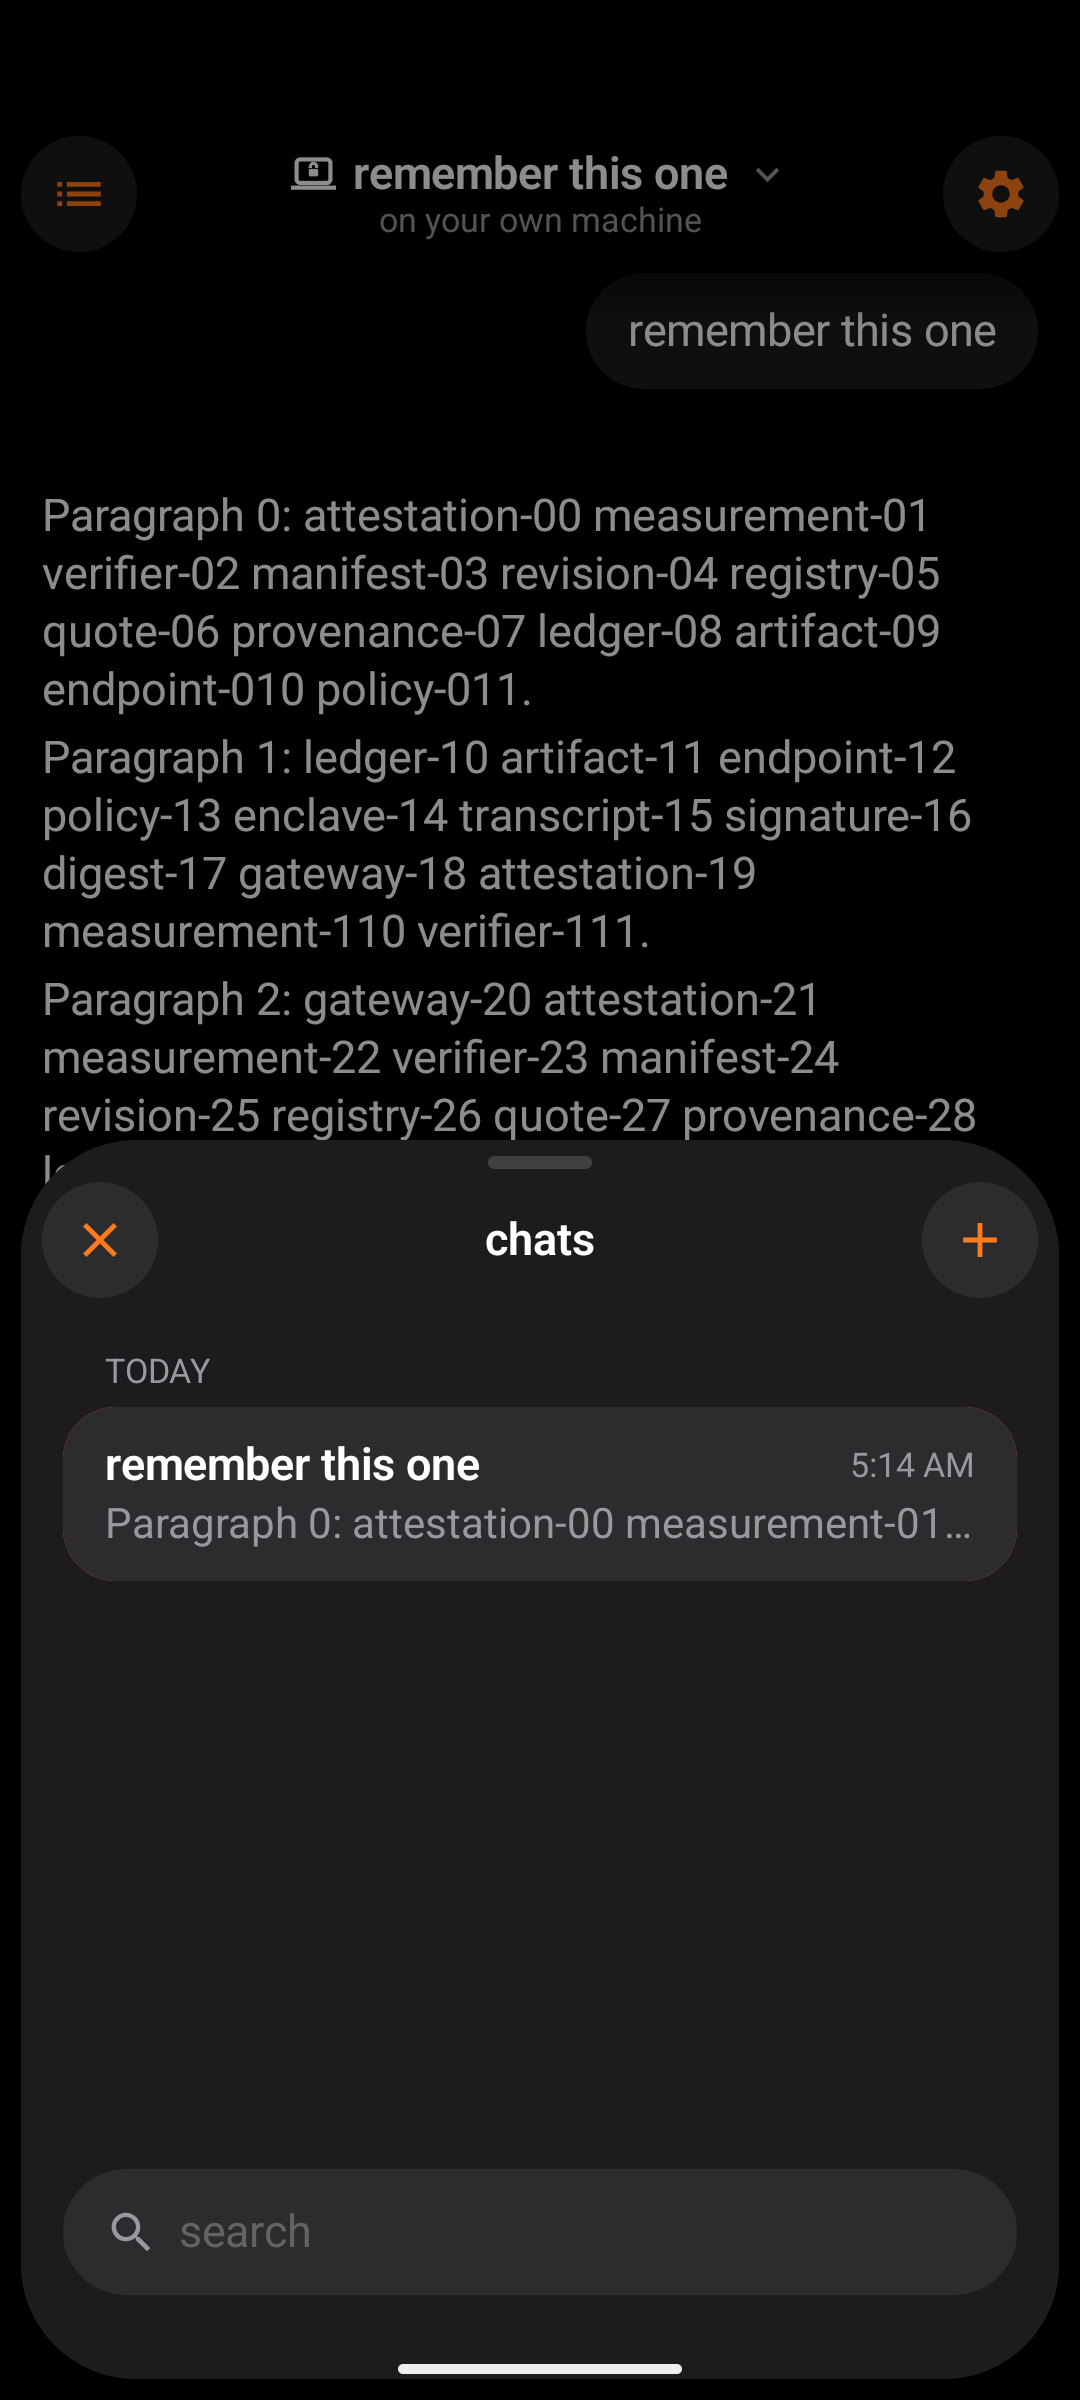 remember this one
on your own machine
remember this one
Paragraph 0: attestation-00 measurement-01
verifier-02 manifest-03 revision-04 registry-05
quote-06 provenance-07 ledger-08 artifact-09
endpoint-010 policy-011.
Paragraph 1: ledger-10 artifact-11 endpoint-12
policy-13 enclave-14 transcript-15 signature-16
digest-17 gateway-18 attestation-19
measurement-110 verifier-111.
Paragraph 2: gateway-20 attestation-21
measurement-22 verifier-23 manifest-24
revision-25 registry-26 quote-27 provenance-28
chats
TODAY
remember this one 5:14 AM
Paragraph 0: attestation-00 measurement-01...
search